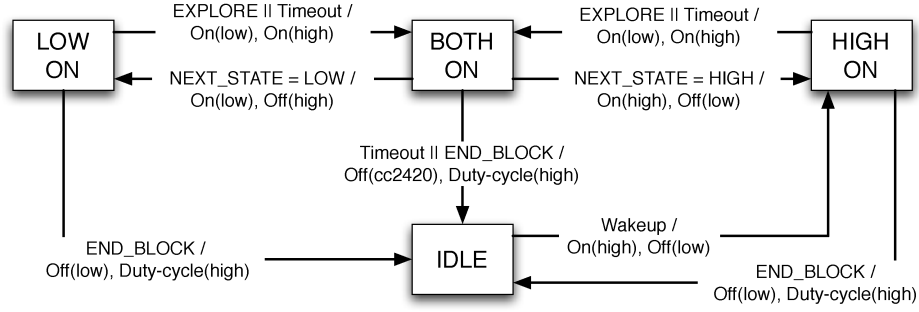 EXPLORE || Timeout /
On(low), On(high)
EXPLORE || Timeout /
On(low), On(high)
LOW
ON
BOTH
ON
HIGH
ON
NEXT_STATE = LOW /
On(low), Off(high)
NEXT_STATE = HIGH /
On(high), Off(low)
Timeout || END_BLOCK /
Off(cc2420), Duty-cycle(high)
Wakeup /
On(high), Off(low)
END_BLOCK /
Off(low), Duty-cycle(high)
IDLE
END_BLOCK /
Off(low), Duty-cycle(high)